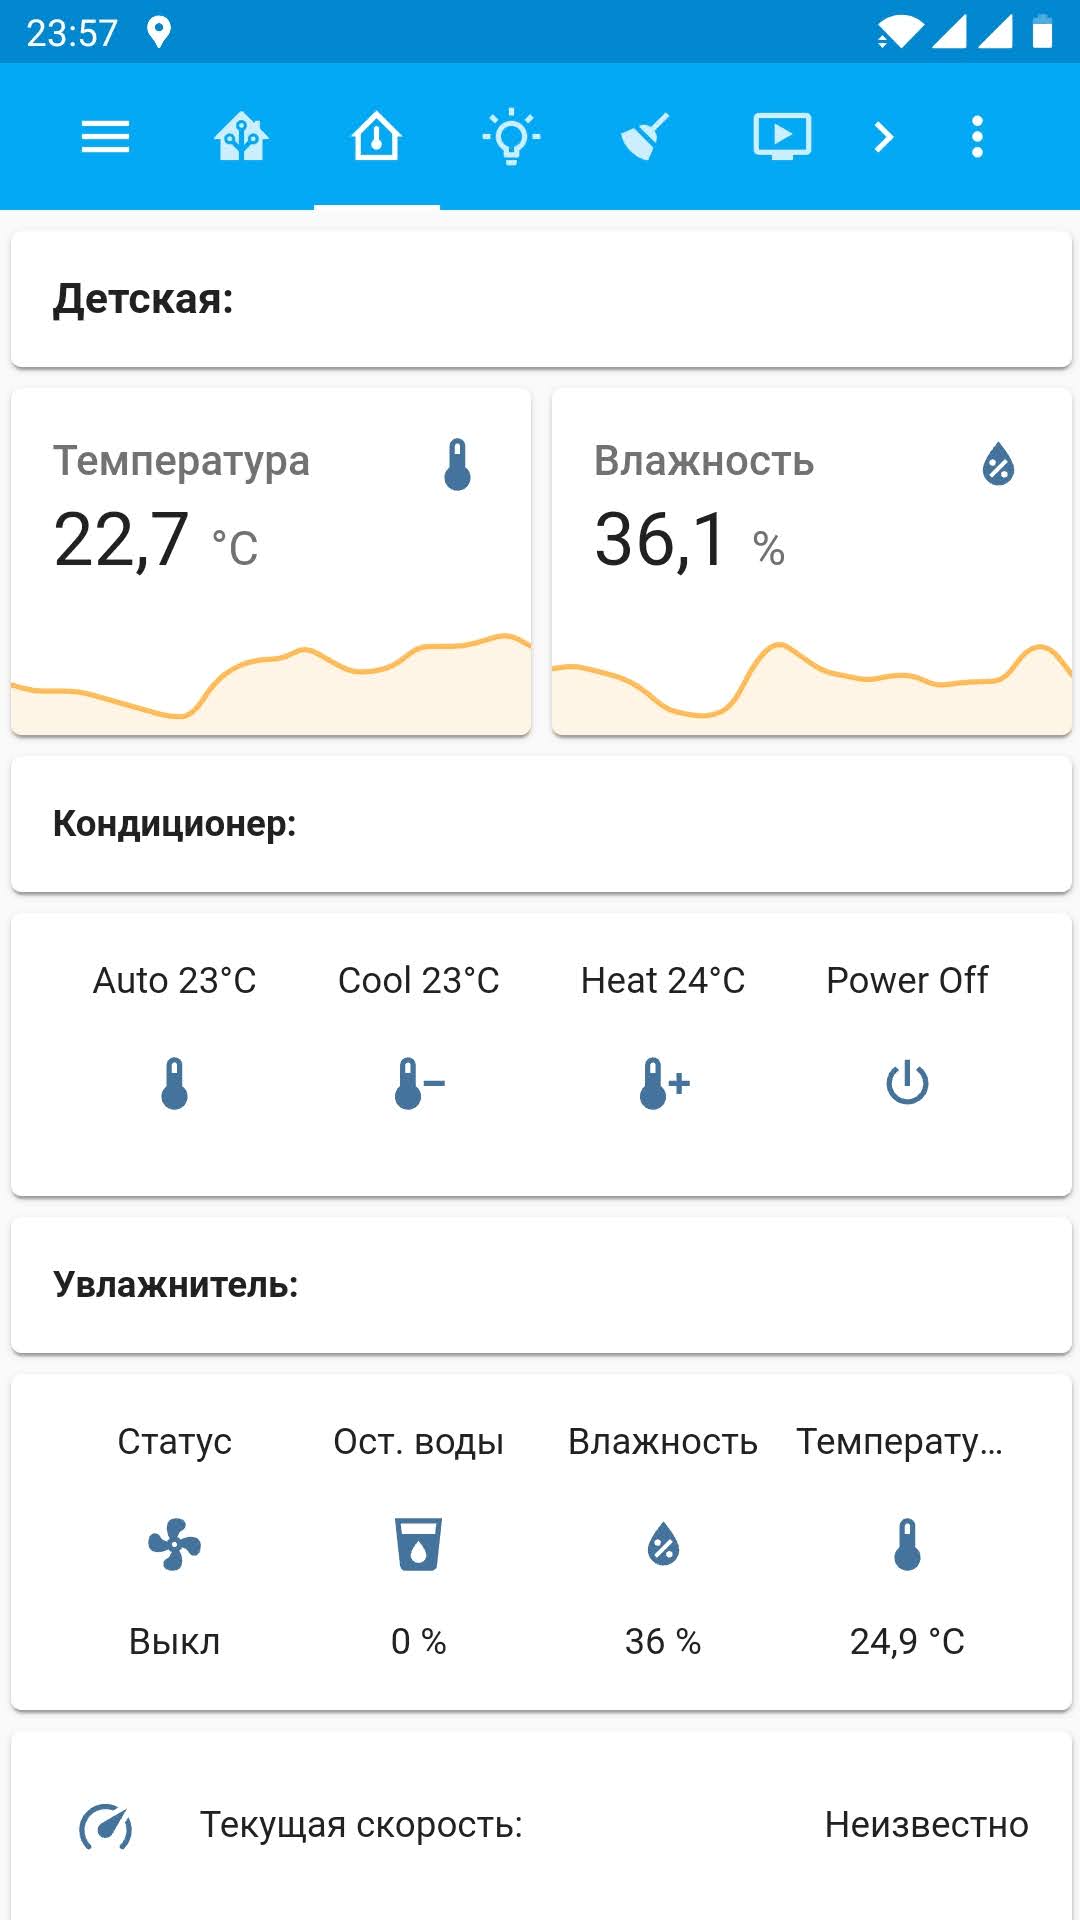 23:57
Детская:
Температура
22,7 °C
Влажность
36,1 %
Кондиционер:
Auto 23°C Cool 23°C Heat 24°C Power Off
Увлажнитель:
Статус Ост. воды Влажность Температу...
Выкл 0 % 36 % 24,9 °C
Текущая скорость: Неизвестно